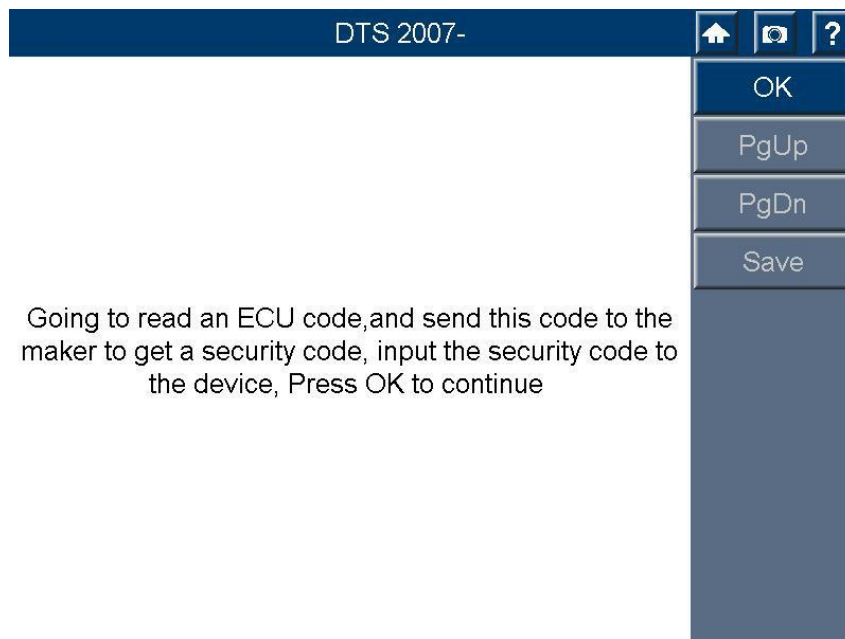 DTS 2007-
?
OK
PgUp
PgDn
Save
Going to read an ECU code,and send this code to the
maker to get a security code, input the security code to
the device, Press OK to continue